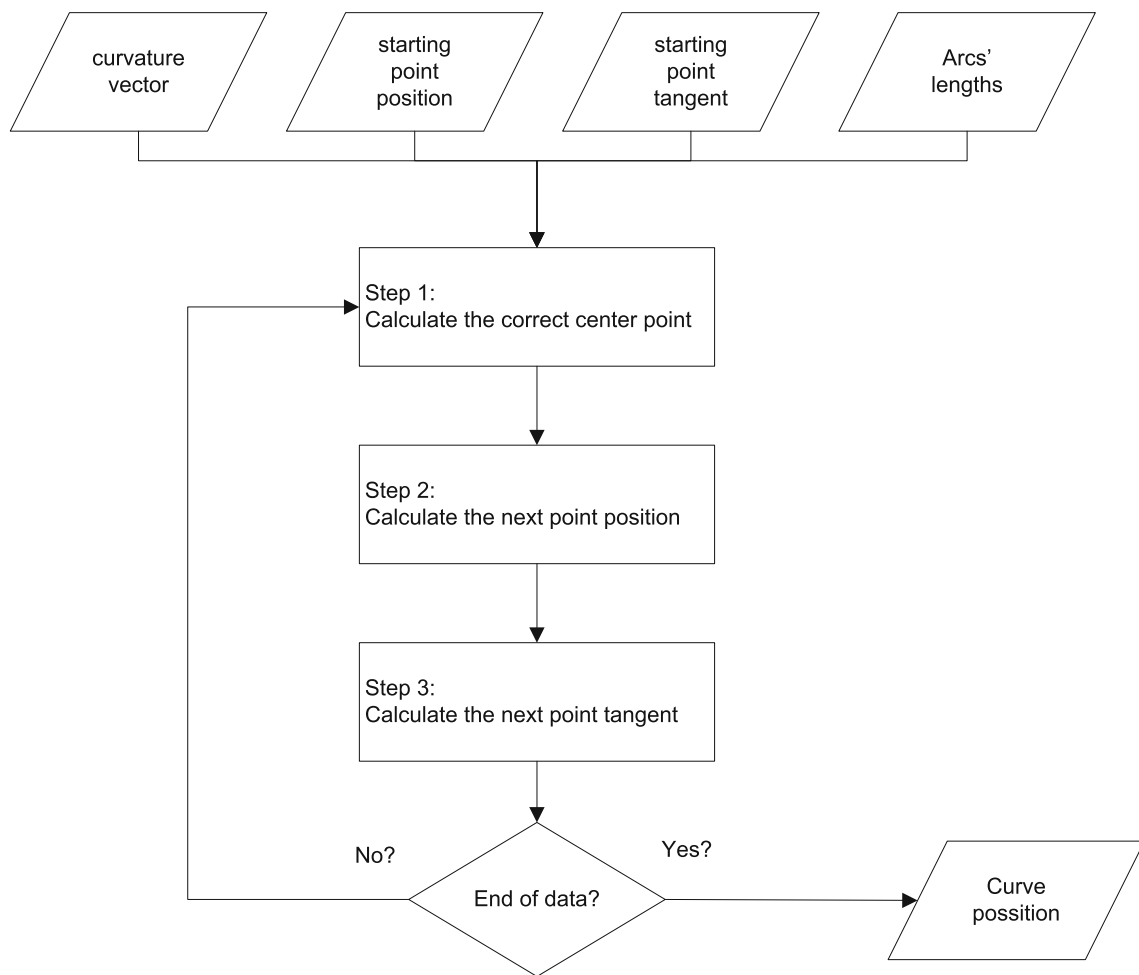 curvature
vector
starting
point
position
starting
point
tangent
Arcs’
lengths
Step 1:
Calculate the correct center point
Step 2:
Calculate the next point position
Step 3:
Calculate the next point tangent
No?
Yes?
End of data?
Curve
possition